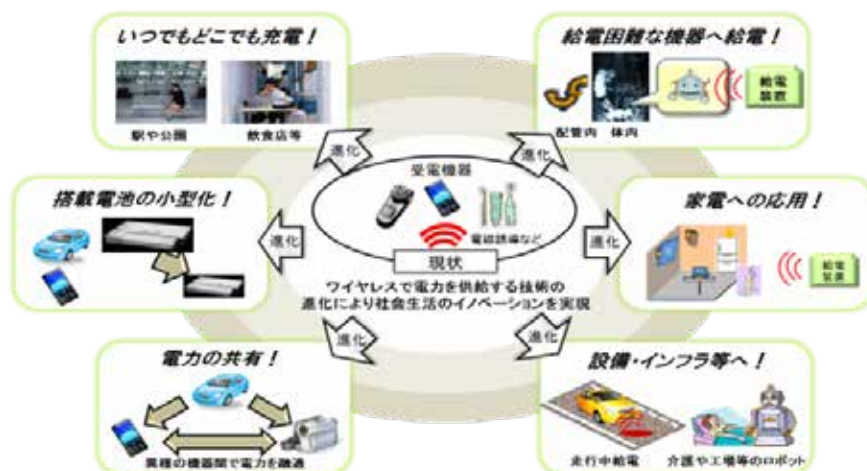 いつでもどこでも充電!
駅や公園
飲食店等
給電困難な機器へ給電!
配管内
体内
給電
装置
進化
進化
受電機器
電磁誘導など
現状
ワイヤレスで電力を供給する技術の
進化により社会生活のイノベーションを実現
搭載電池の小型化!
進化
進化
家電への応用!
給電
装置
電力の共有!
進化
異種の機器間で電力を融通
進化
設備・インフラ等へ!
走行中給電
介護や工場等のロボット